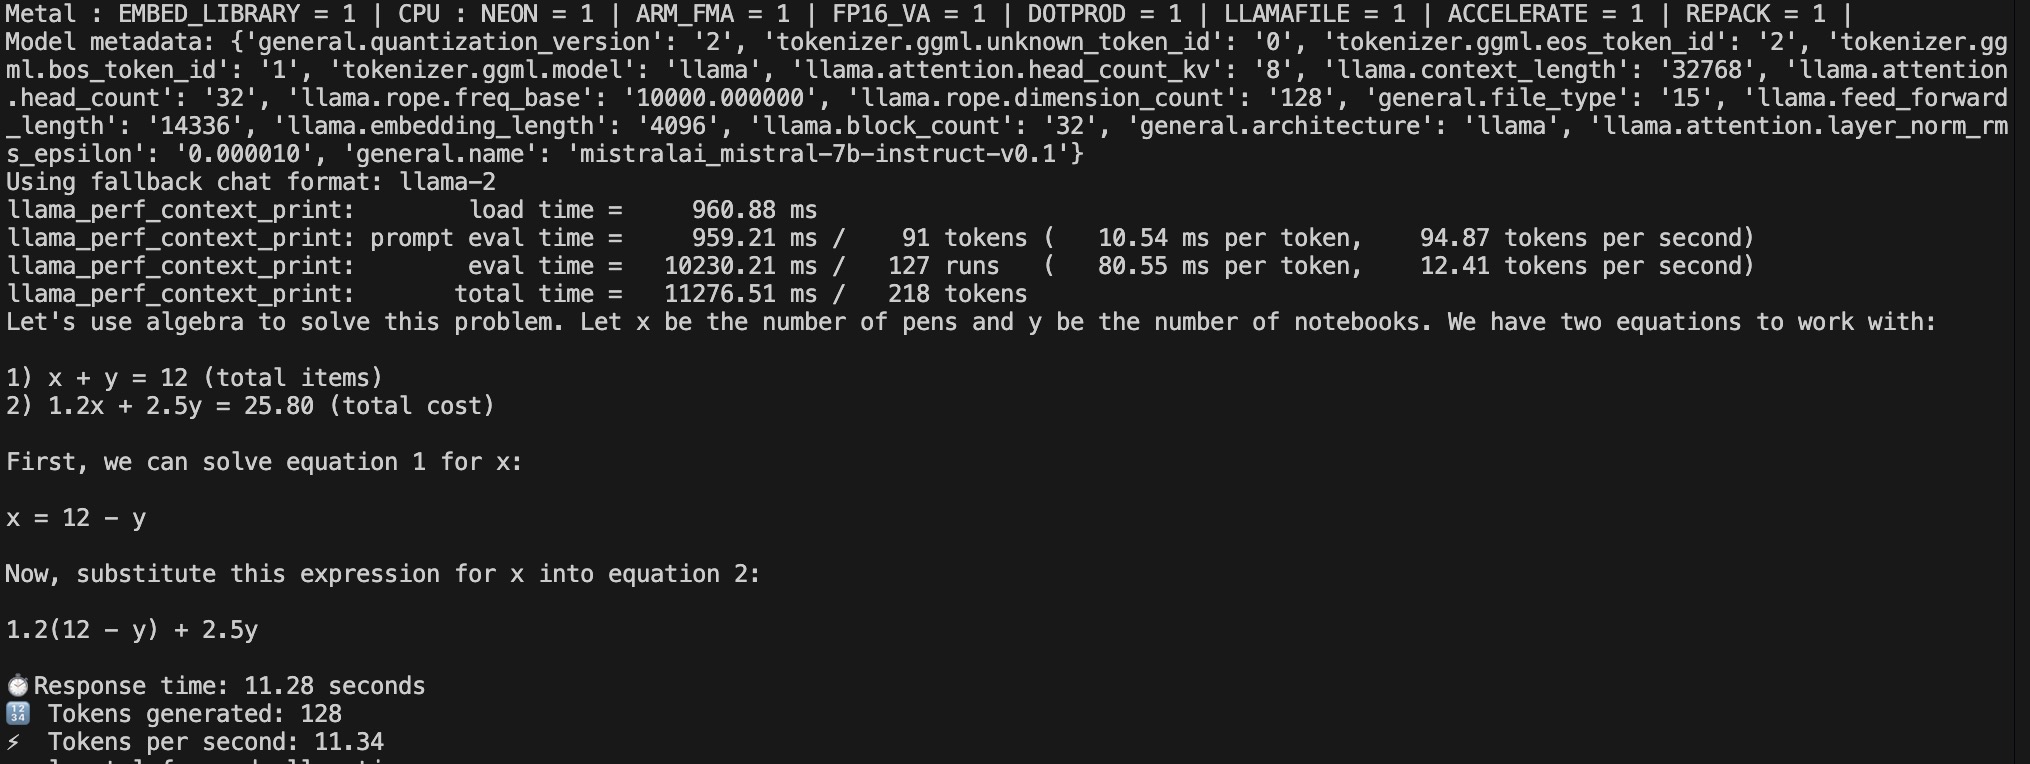 Metal : EMBED_LIBRARY = 1 | CPU : NEON = 1 | ARM_FMA = 1 | FP16_VA = 1 | DOTPROD = 1 | LLAMAFILE = 1 | ACCELERATE = 1 | REPACK = 1 |
Model metadata: {'general.quantization_version': '2', 'tokenizer.ggml.unknown_token_id': '0', 'tokenizer.ggml.eos_token_id': '2', 'tokenizer.gg
ml.bos_token_id': '1', 'tokenizer.ggml.model': 'llama', 'llama.attention.head_count_kv': '8', 'llama.context_length': '32768', 'llama.attention
.head_count': '32', 'llama.rope.freq_base': '10000.000000', 'llama.rope.dimension_count': '128', 'general.file_type': '15', 'llama.feed_forward
_length': '14336', 'llama.embedding_length': '4096', 'llama.block_count': '32', 'general.architecture': 'llama', 'llama.attention.layer_norm_rm
s_epsilon': '0.000010', 'general.name': 'mistralai_mistral-7b-instruct-v0.1'}
Using fallback chat format: llama-2
llama_perf_context_print:        load time =     960.88 ms
llama_perf_context_print: prompt eval time =     959.21 ms /    91 tokens (   10.54 ms per token,    94.87 tokens per second)
llama_perf_context_print:        eval time =   10230.21 ms /   127 runs   (   80.55 ms per token,    12.41 tokens per second)
llama_perf_context_print:       total time =   11276.51 ms /   218 tokens
Let's use algebra to solve this problem. Let x be the number of pens and y be the number of notebooks. We have two equations to work with:
1) x + y = 12 (total items)
2) 1.2x + 2.5y = 25.80 (total cost)
First, we can solve equation 1 for x:
x = 12 - y
Now, substitute this expression for x into equation 2:
1.2(12 - y) + 2.5y
⏱️Response time: 11.28 seconds
🔢 Tokens generated: 128
⚡ Tokens per second: 11.34